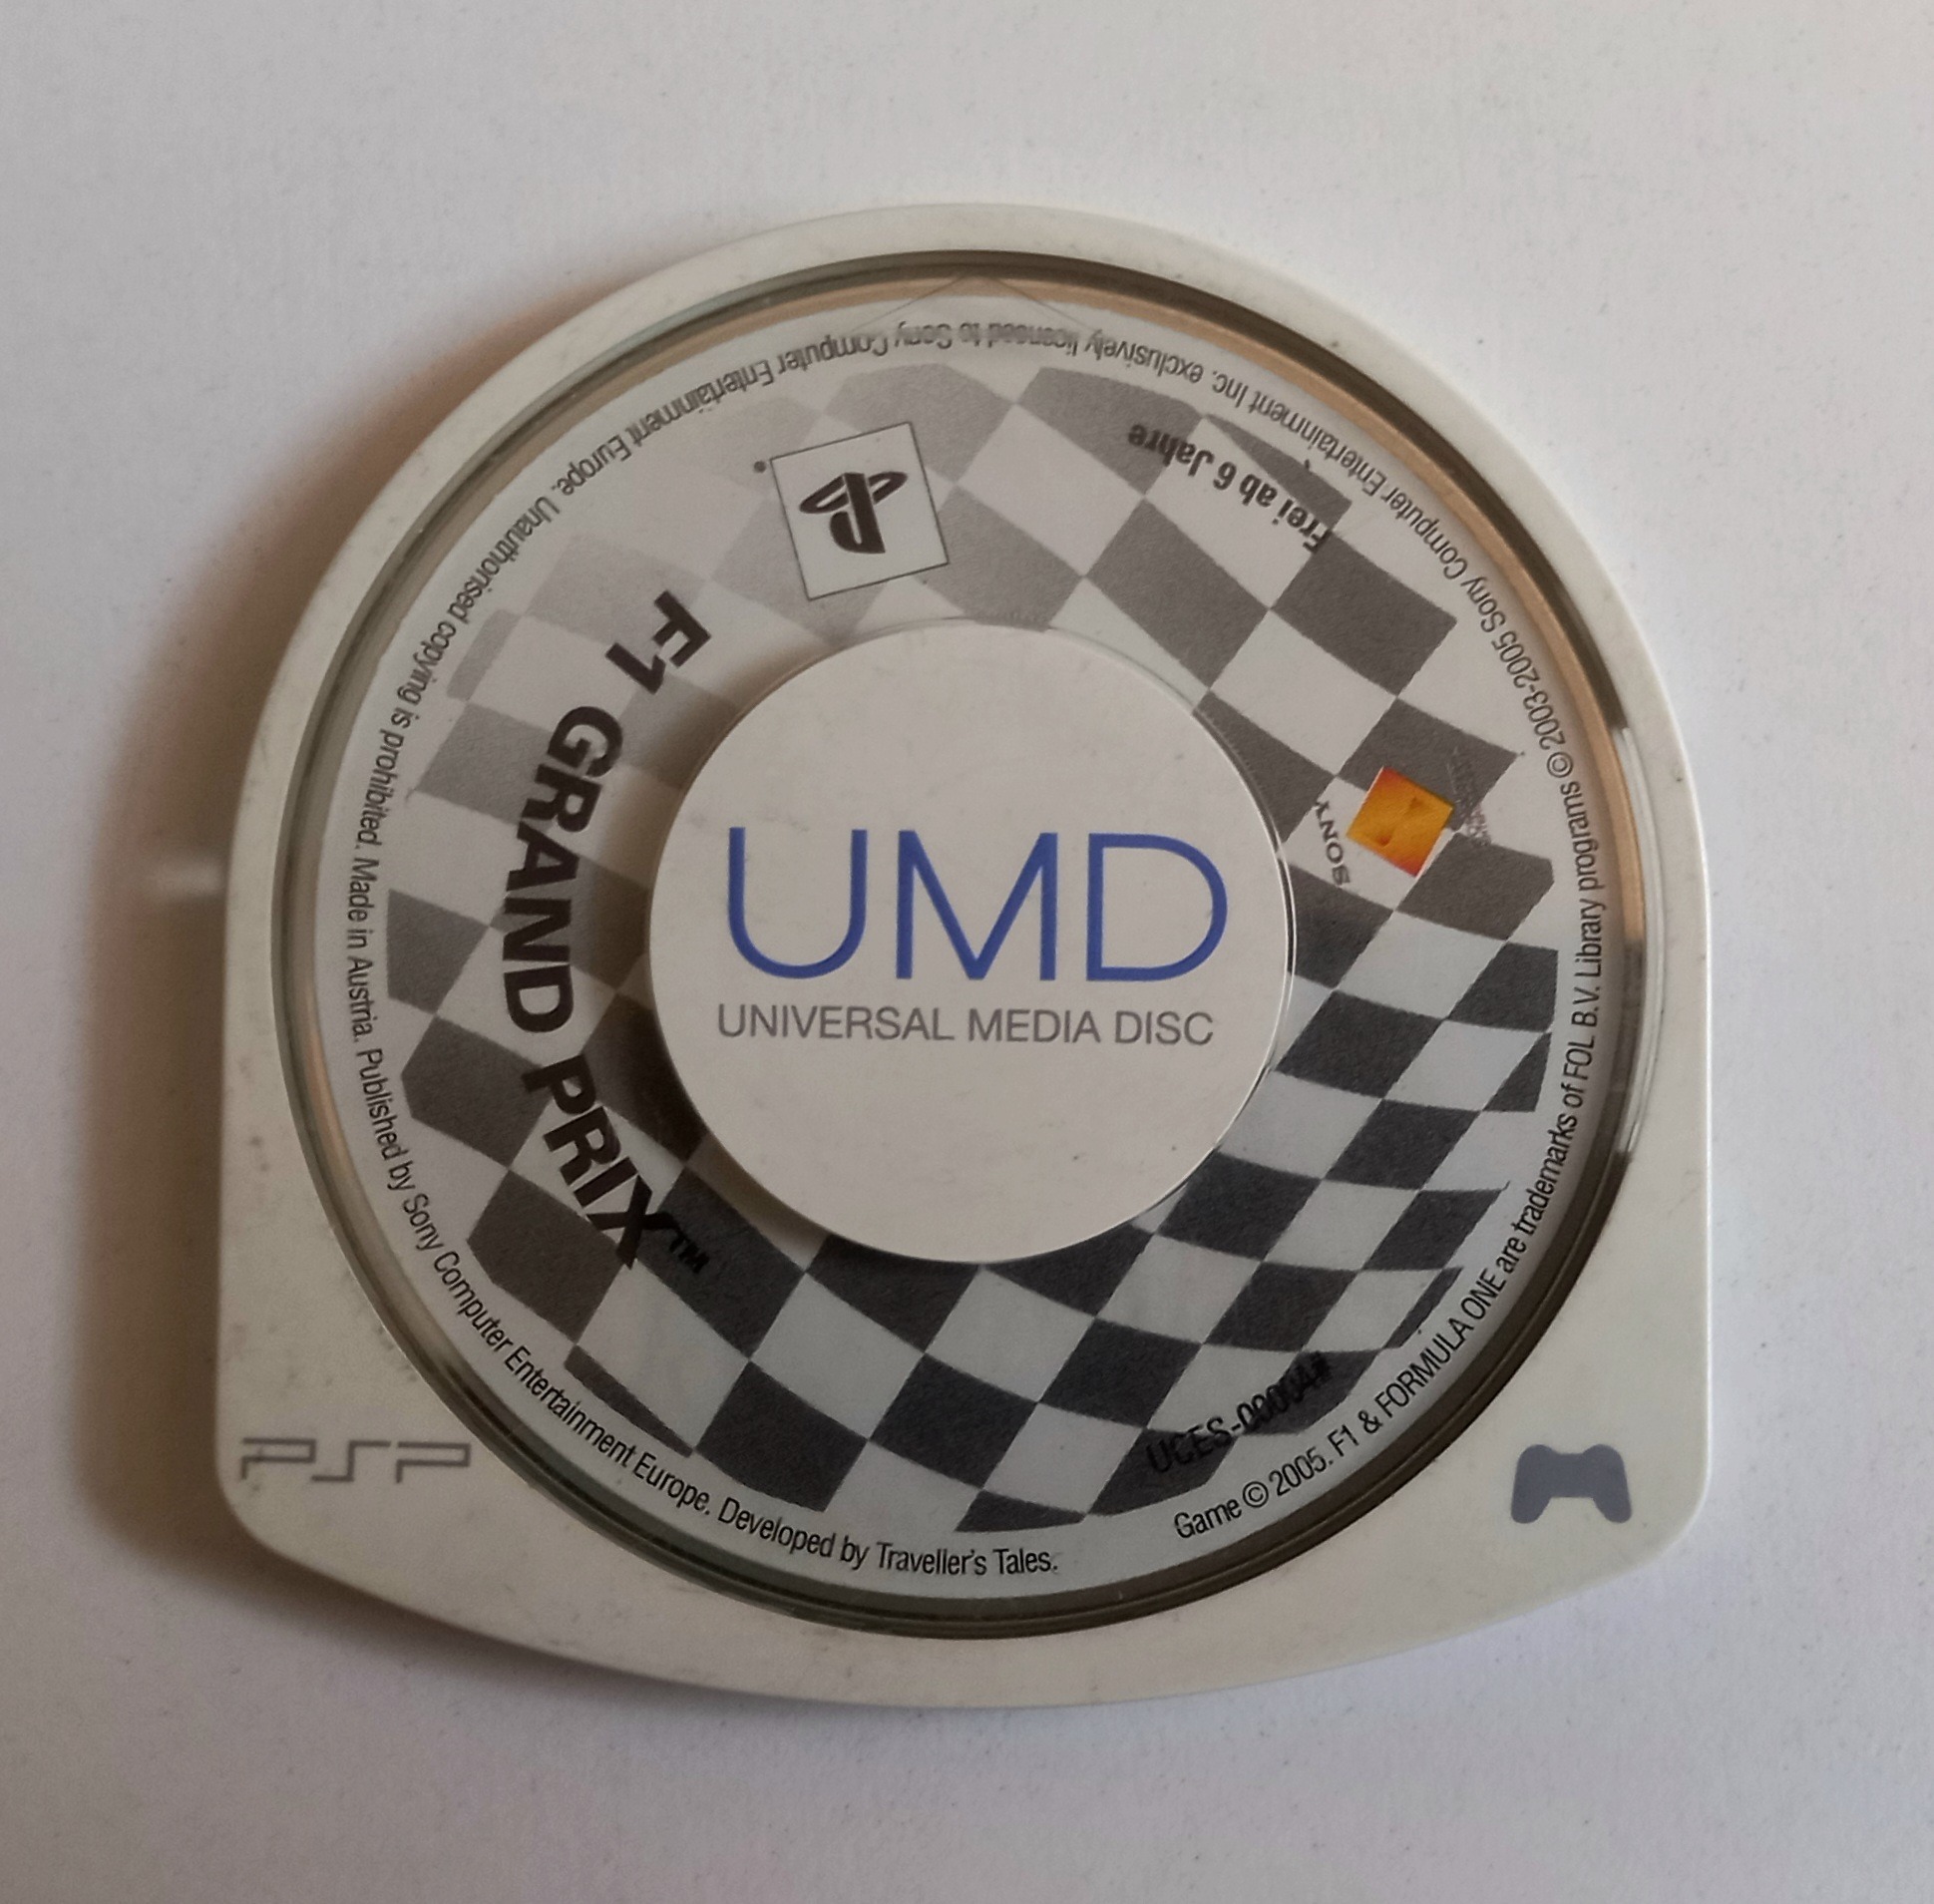 UMD
UNIVERSAL MEDIA DISC
F1 GRAND PRIX™
Frei ab 6 Jahre
SONY
UCES-00004#
Game © 2005. F1 & FORMULA ONE are trademarks of FOL B.V. Library programs © 2003-2005 Sony Computer Entertainment Inc. exclusively licensed to Sony Computer Entertainment Europe. Unauthorised copying is prohibited. Made in Austria. Published by Sony Computer Entertainment Europe. Developed by Traveller's Tales.
PSP